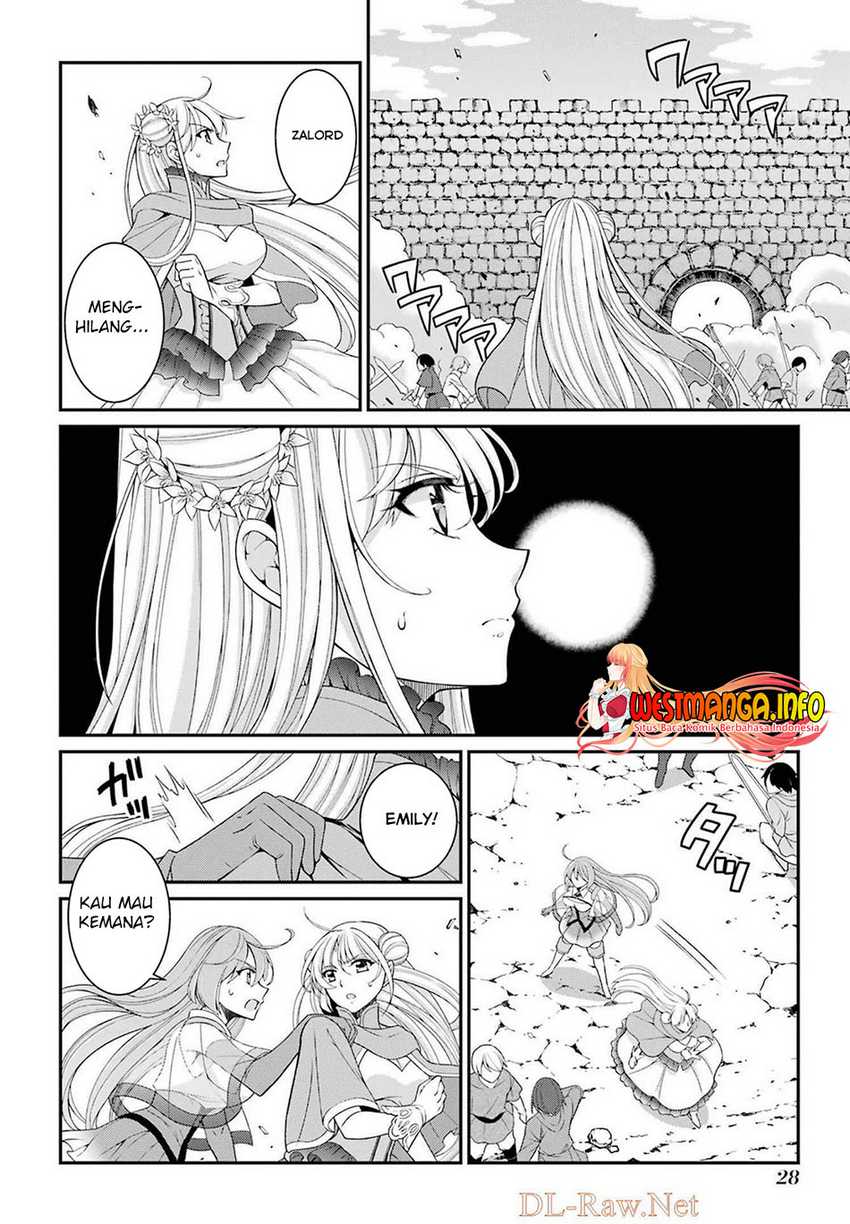 ワァァァ
ワァァァ
ZALORD
MENG-
HILANG...
WESTMANGA.INFO
Situs Baca Komik Berbahasa Indonesia
タッ
ガッ
EMILY!
KAU MAU
KEMANA?
28
DL-Raw.Net